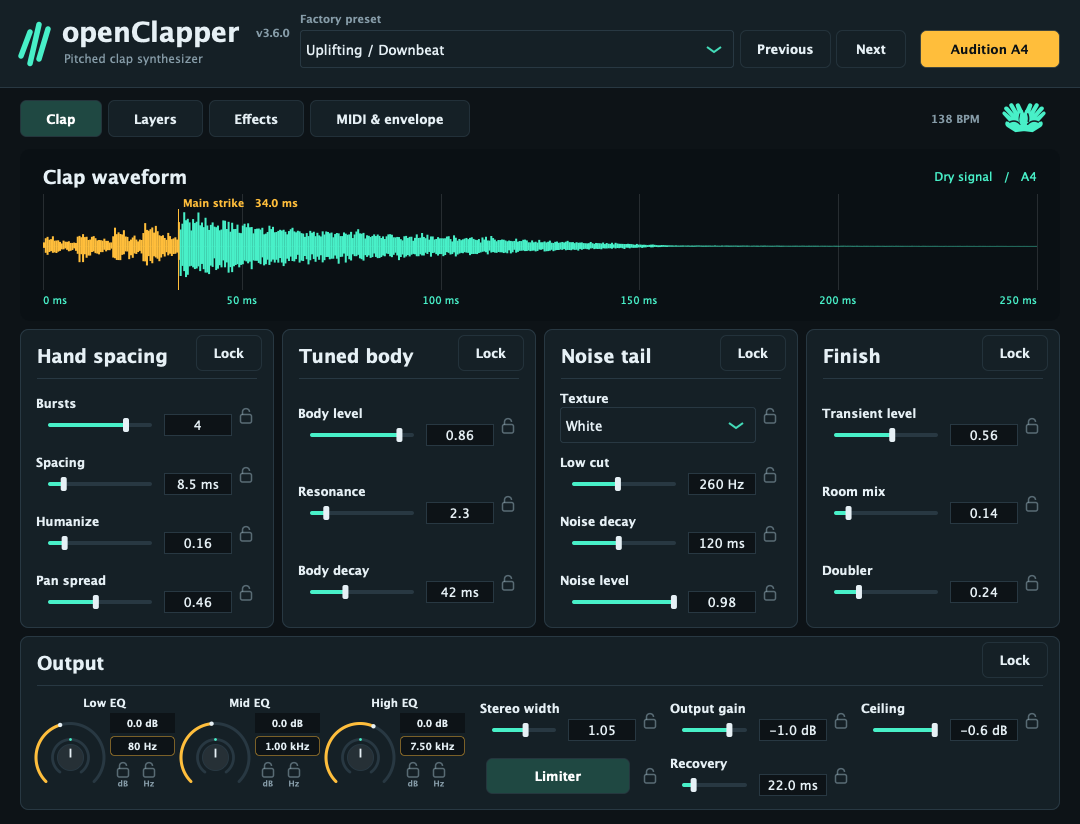 openClapper
v3.6.0
Pitched clap synthesizer
Factory preset
Uplifting / Downbeat
Previous
Next
Audition A4
Clap
Layers
Effects
MIDI & envelope
138 BPM
Clap waveform
Dry signal / A4
Main strike 34.0 ms
0 ms
50 ms
100 ms
150 ms
200 ms
250 ms
Hand spacing
Lock
Bursts
4
Spacing
8.5 ms
Humanize
0.16
Pan spread
0.46
Tuned body
Lock
Body level
0.86
Resonance
2.3
Body decay
42 ms
Noise tail
Lock
Texture
White
Low cut
260 Hz
Noise decay
120 ms
Noise level
0.98
Finish
Lock
Transient level
0.56
Room mix
0.14
Doubler
0.24
Output
Lock
Low EQ
0.0 dB
80 Hz
dB
Hz
Mid EQ
0.0 dB
1.00 kHz
dB
Hz
High EQ
0.0 dB
7.50 kHz
dB
Hz
Stereo width
1.05
Limiter
Output gain
-1.0 dB
Recovery
22.0 ms
Ceiling
-0.6 dB